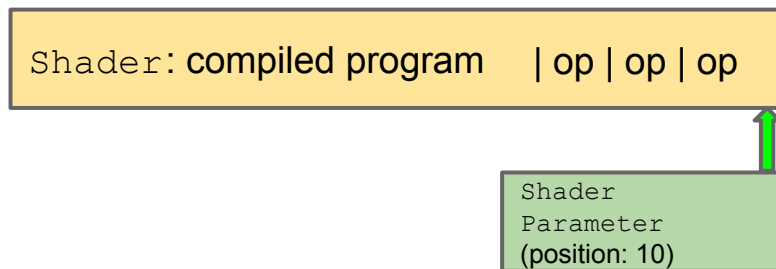 Shader: compiled program | op | op | op
Shader
Parameter
(position: 10)